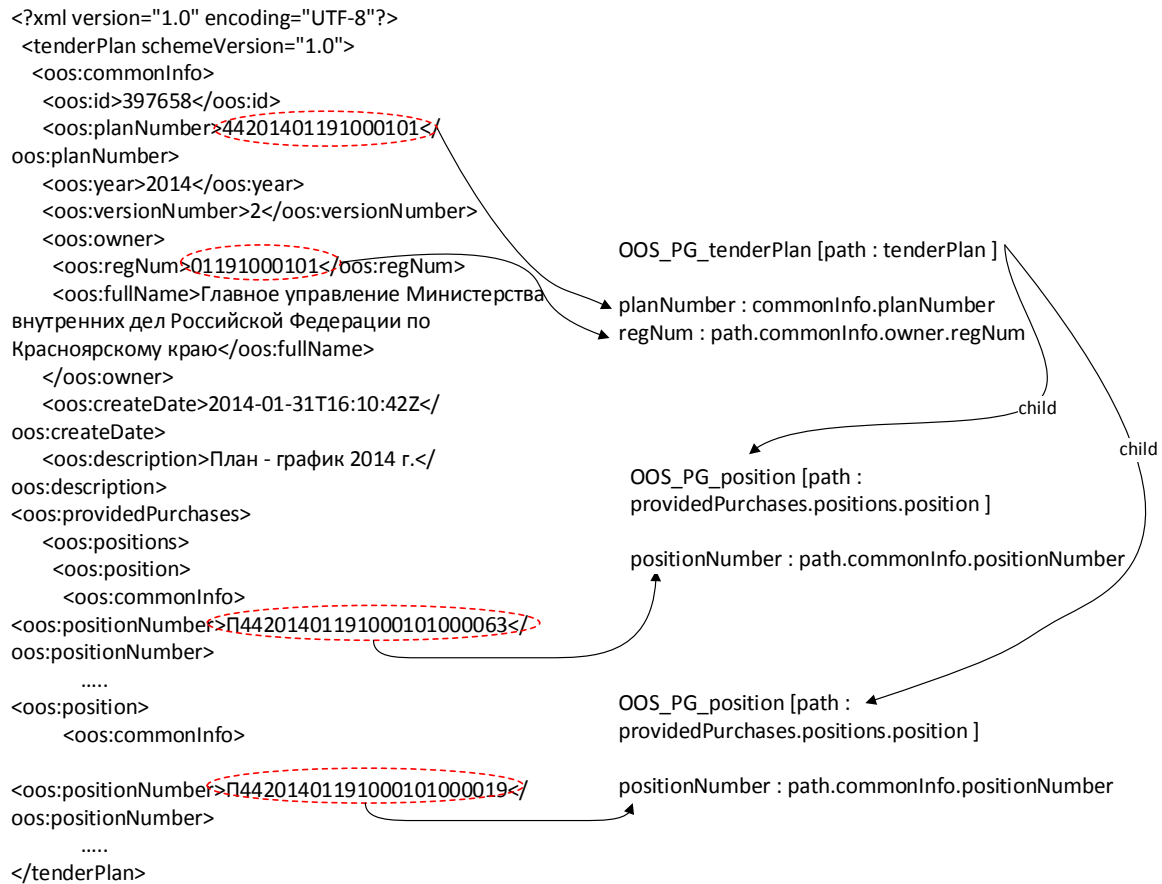 <?xml version="1.0" encoding="UTF-8"?>
<tenderPlan schemeVersion="1.0">
<oos:commonInfo>
<oos:id>397658</oos:id>
<oos:planNumber>44201401191000101</
oos:planNumber>
<oos:year>2014</oos:year>
<oos:versionNumber>2</oos:versionNumber>
<oos:owner>
<oos:regNum>01191000101</oos:regNum>
<oos:fullName>Главное управление Министерства
внутренних дел Российской Федерации по
Красноярскому краю</oos:fullName>
</oos:owner>
<oos:createDate>2014-01-31T16:10:42Z</
oos:createDate>
<oos:description>План - график 2014 г.</
oos:description>
<oos:providedPurchases>
<oos:positions>
<oos:position>
<oos:commonInfo>
<oos:positionNumber>П44201401191000101000063</
oos:positionNumber>
.....
<oos:position>
<oos:commonInfo>
<oos:positionNumber>П44201401191000101000019</
oos:positionNumber>
.....
</tenderPlan>
OOS_PG_tenderPlan [path : tenderPlan ]
planNumber : commonInfo.planNumber
regNum : path.commonInfo.owner.regNum
child
child
OOS_PG_position [path :
providedPurchases.positions.position ]
positionNumber : path.commonInfo.positionNumber
OOS_PG_position [path :
providedPurchases.positions.position ]
positionNumber : path.commonInfo.positionNumber